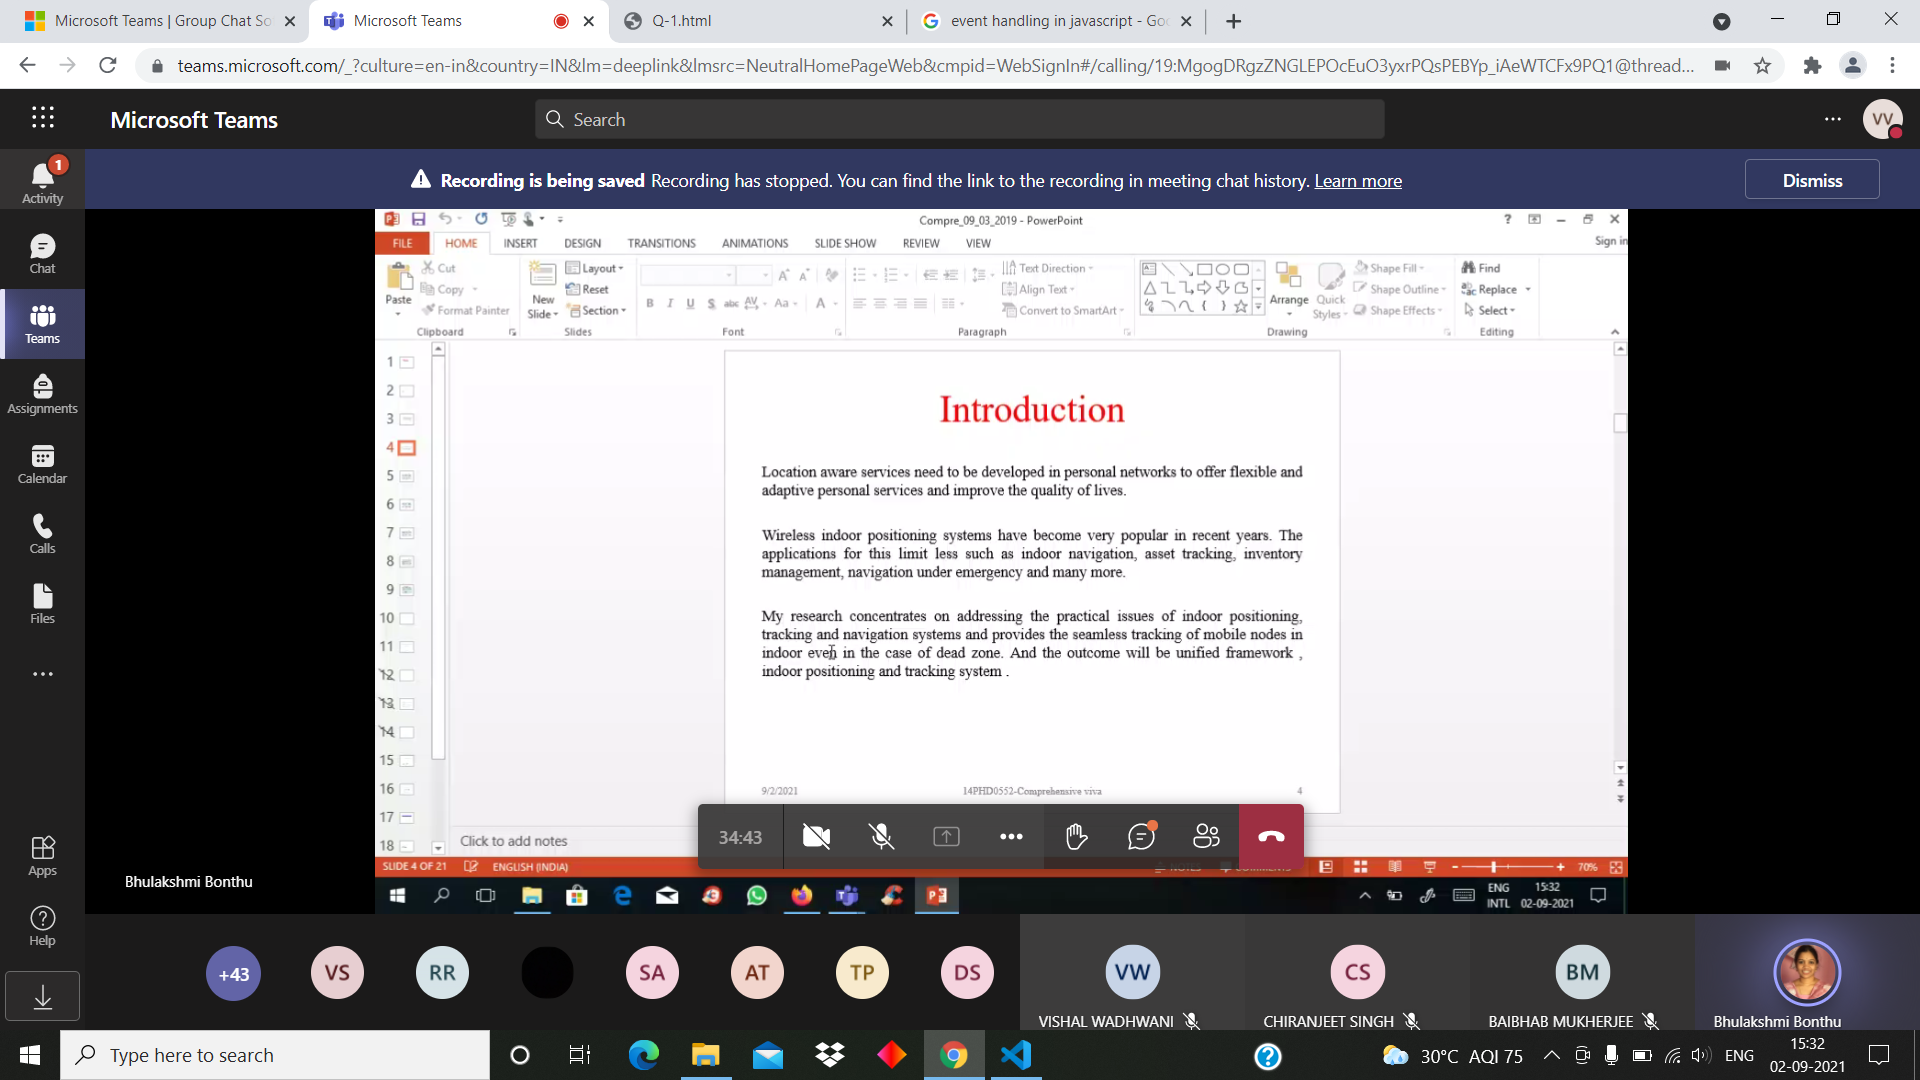 Microsoft Teams | Group Chat So
Microsoft Teams
Q-1.html
event handling in javascript - Goo
teams.microsoft.com/_?culture=en-in&country=IN&lm=deeplink&lmsrc=NeutralHomePageWeb&cmpid=WebSignIn#/calling/19:MgogDRgzZNGLEPOcEuO3yxrPQsPEBYp_iAeWTCFx9PQ1@thread...
Microsoft Teams
Search
VV
1
Activity
Chat
Teams
Assignments
Calendar
Calls
Files
Apps
Help
Recording is being saved Recording has stopped. You can find the link to the recording in meeting chat history. Learn more
Dismiss
Compre_09_03_2019 - PowerPoint
FILE HOME INSERT DESIGN TRANSITIONS ANIMATIONS SLIDE SHOW REVIEW VIEW
Sign in
Paste
Cut
Copy
Format Painter
Clipboard
New
Slide
Layout
Reset
Section
Slides
B I U S abc AV Aa A
Font
Text Direction
Align Text
Convert to SmartArt
Paragraph
Arrange
Quick
Styles
Shape Fill
Shape Outline
Shape Effects
Drawing
Find
Replace
Select
Editing
1
2
3
4
5
6
7
8
9
10
11
12
13
14
15
16
17
18
Introduction
Location aware services need to be developed in personal networks to offer flexible and
adaptive personal services and improve the quality of lives.
Wireless indoor positioning systems have become very popular in recent years. The
applications for this limit less such as indoor navigation, asset tracking, inventory
management, navigation under emergency and many more.
My research concentrates on addressing the practical issues of indoor positioning,
tracking and navigation systems and provides the seamless tracking of mobile nodes in
indoor even in the case of dead zone. And the outcome will be unified framework ,
indoor positioning and tracking system .
9/2/2021
14PHD0552-Comprehensive viva
4
Click to add notes
34:43
SLIDE 4 OF 21
ENGLISH (INDIA)
NOTES
COMMENTS
70%
ENG
INTL
15:32
02-09-2021
Bhulakshmi Bonthu
+43
VS
RR
SA
AT
TP
DS
VW
VISHAL WADHWANI
CS
CHIRANJEET SINGH
BM
BAIBHAB MUKHERJEE
Bhulakshmi Bonthu
Type here to search
30°C AQI 75
ENG
15:32
02-09-2021